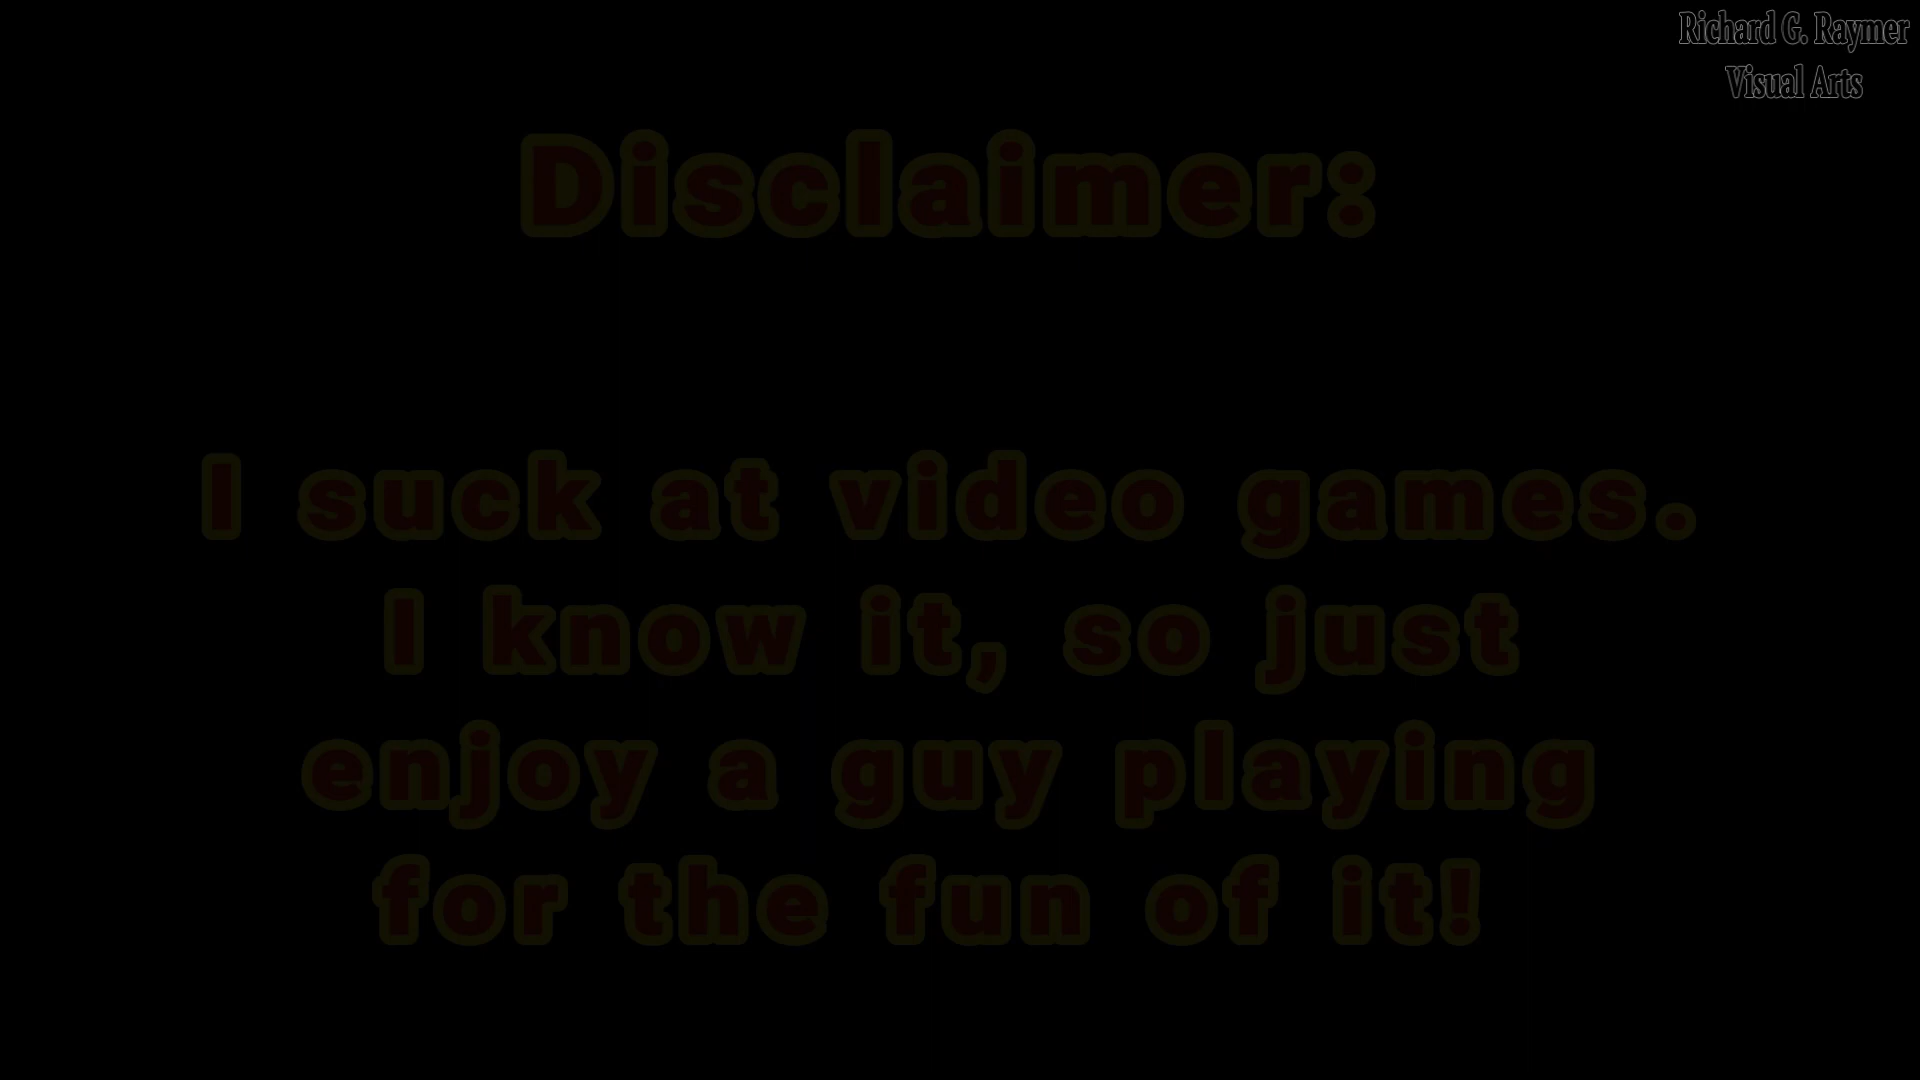 Richard G. Raymer
Visual Arts
Disclaimer:
I suck at video games.
I know it, so just
enjoy a guy playing
for the fun of it!